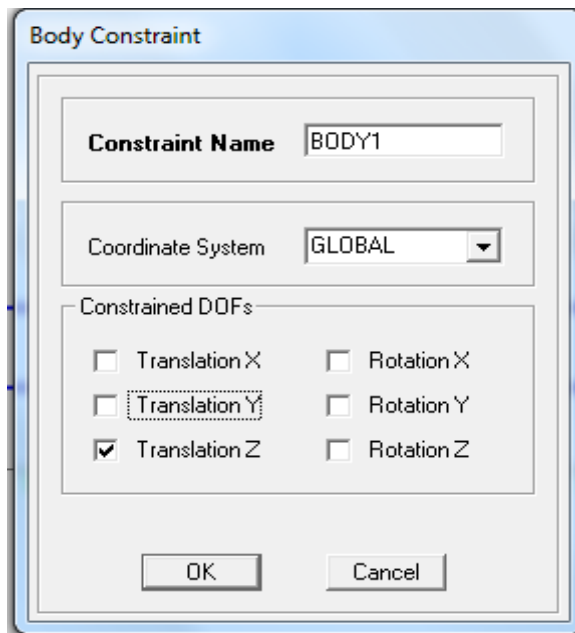 Body Constraint
Constraint Name BODY1
Coordinate System GLOBAL
Constrained DOFs
Translation X Rotation X
Translation Y Rotation Y
Translation Z Rotation Z
OK Cancel